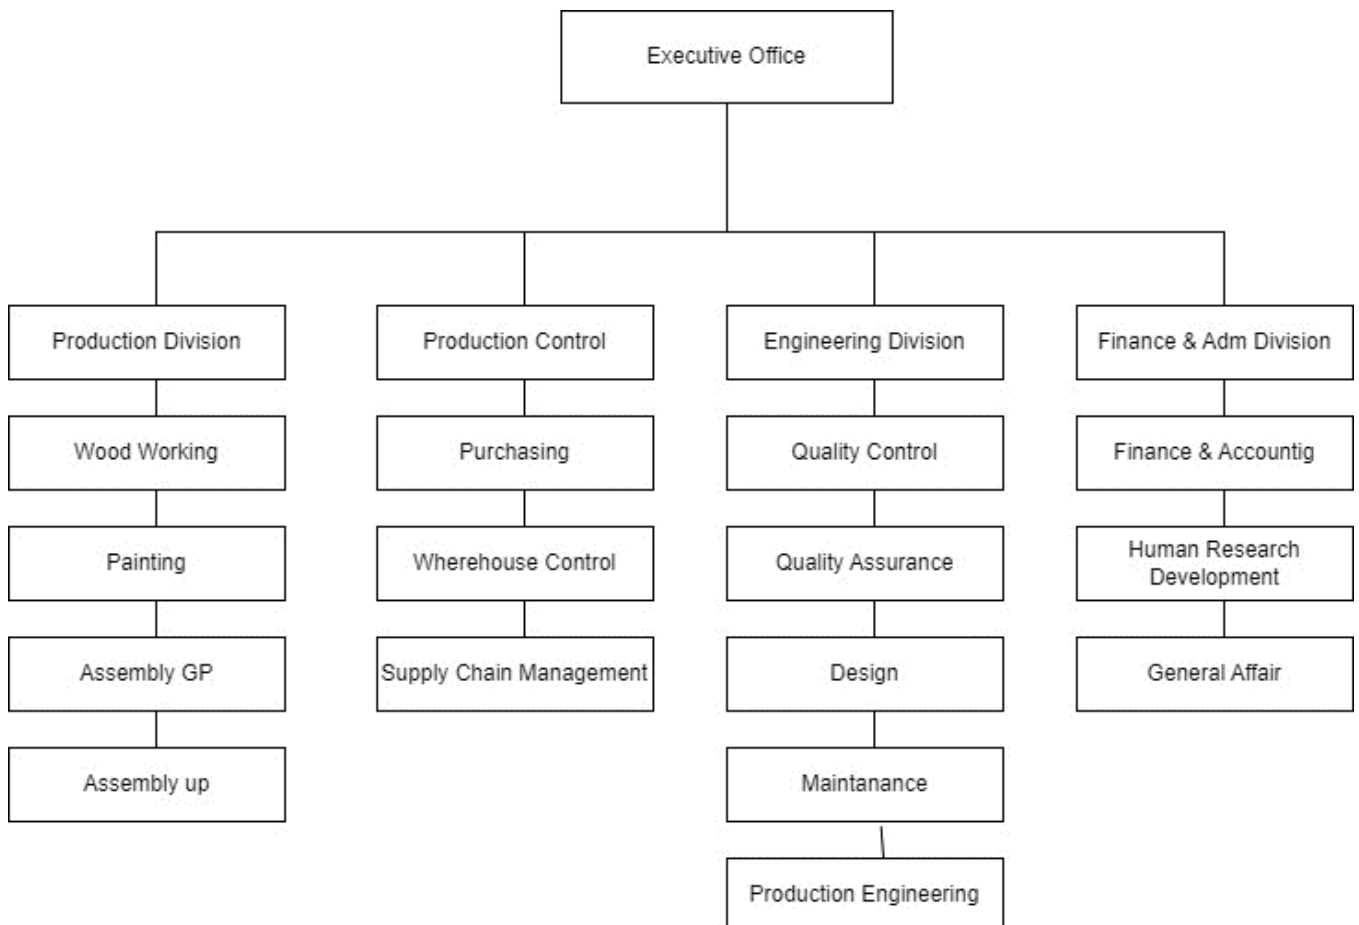 Executive Office
Production Division
Production Control
Engineering Division
Finance & Adm Division
Wood Working
Purchasing
Quality Control
Finance & Accountig
Painting
Wherehouse Control
Quality Assurance
Human Research
Development
Assembly GP
Supply Chain Management
Design
General Affair
Assembly up
Maintanance
Production Engineering